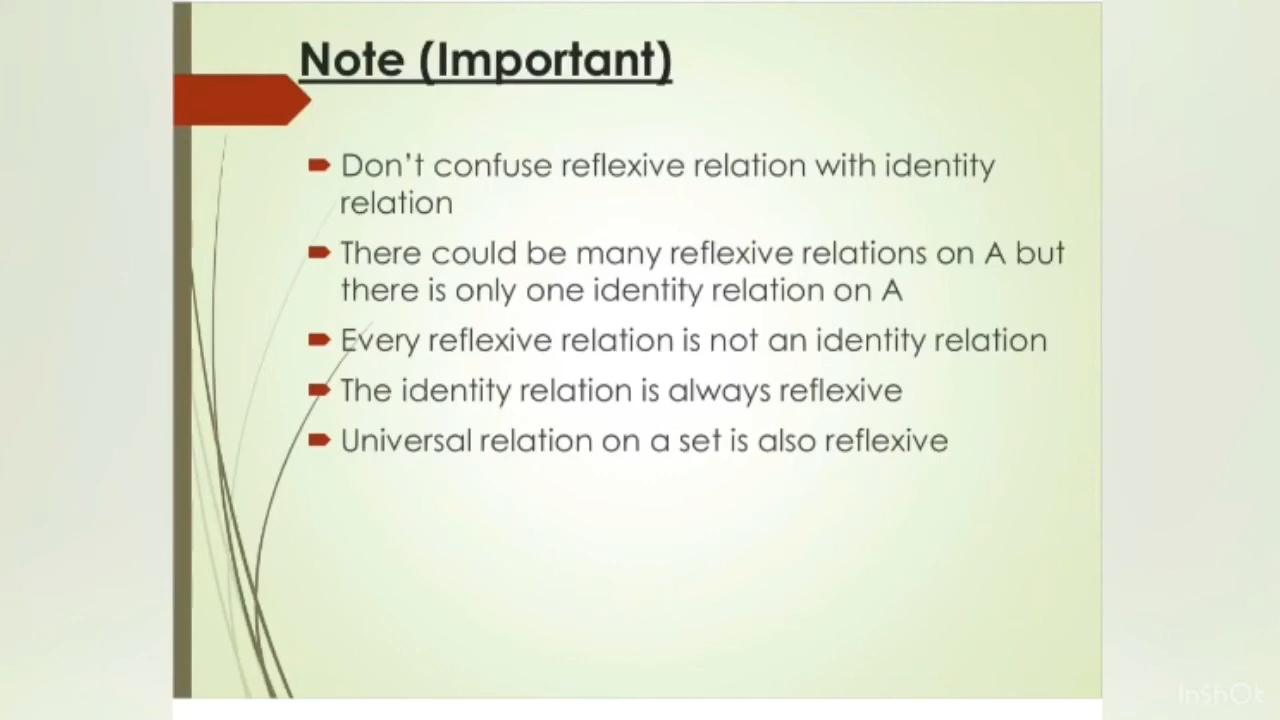 Note (Important)
Don't confuse reflexive relation with identity
relation
There could be many reflexive relations on A but
there is only one identity relation on A
Every reflexive relation is not an identity relation
The identity relation is always reflexive
Universal relation on a set is also reflexive
InShOt